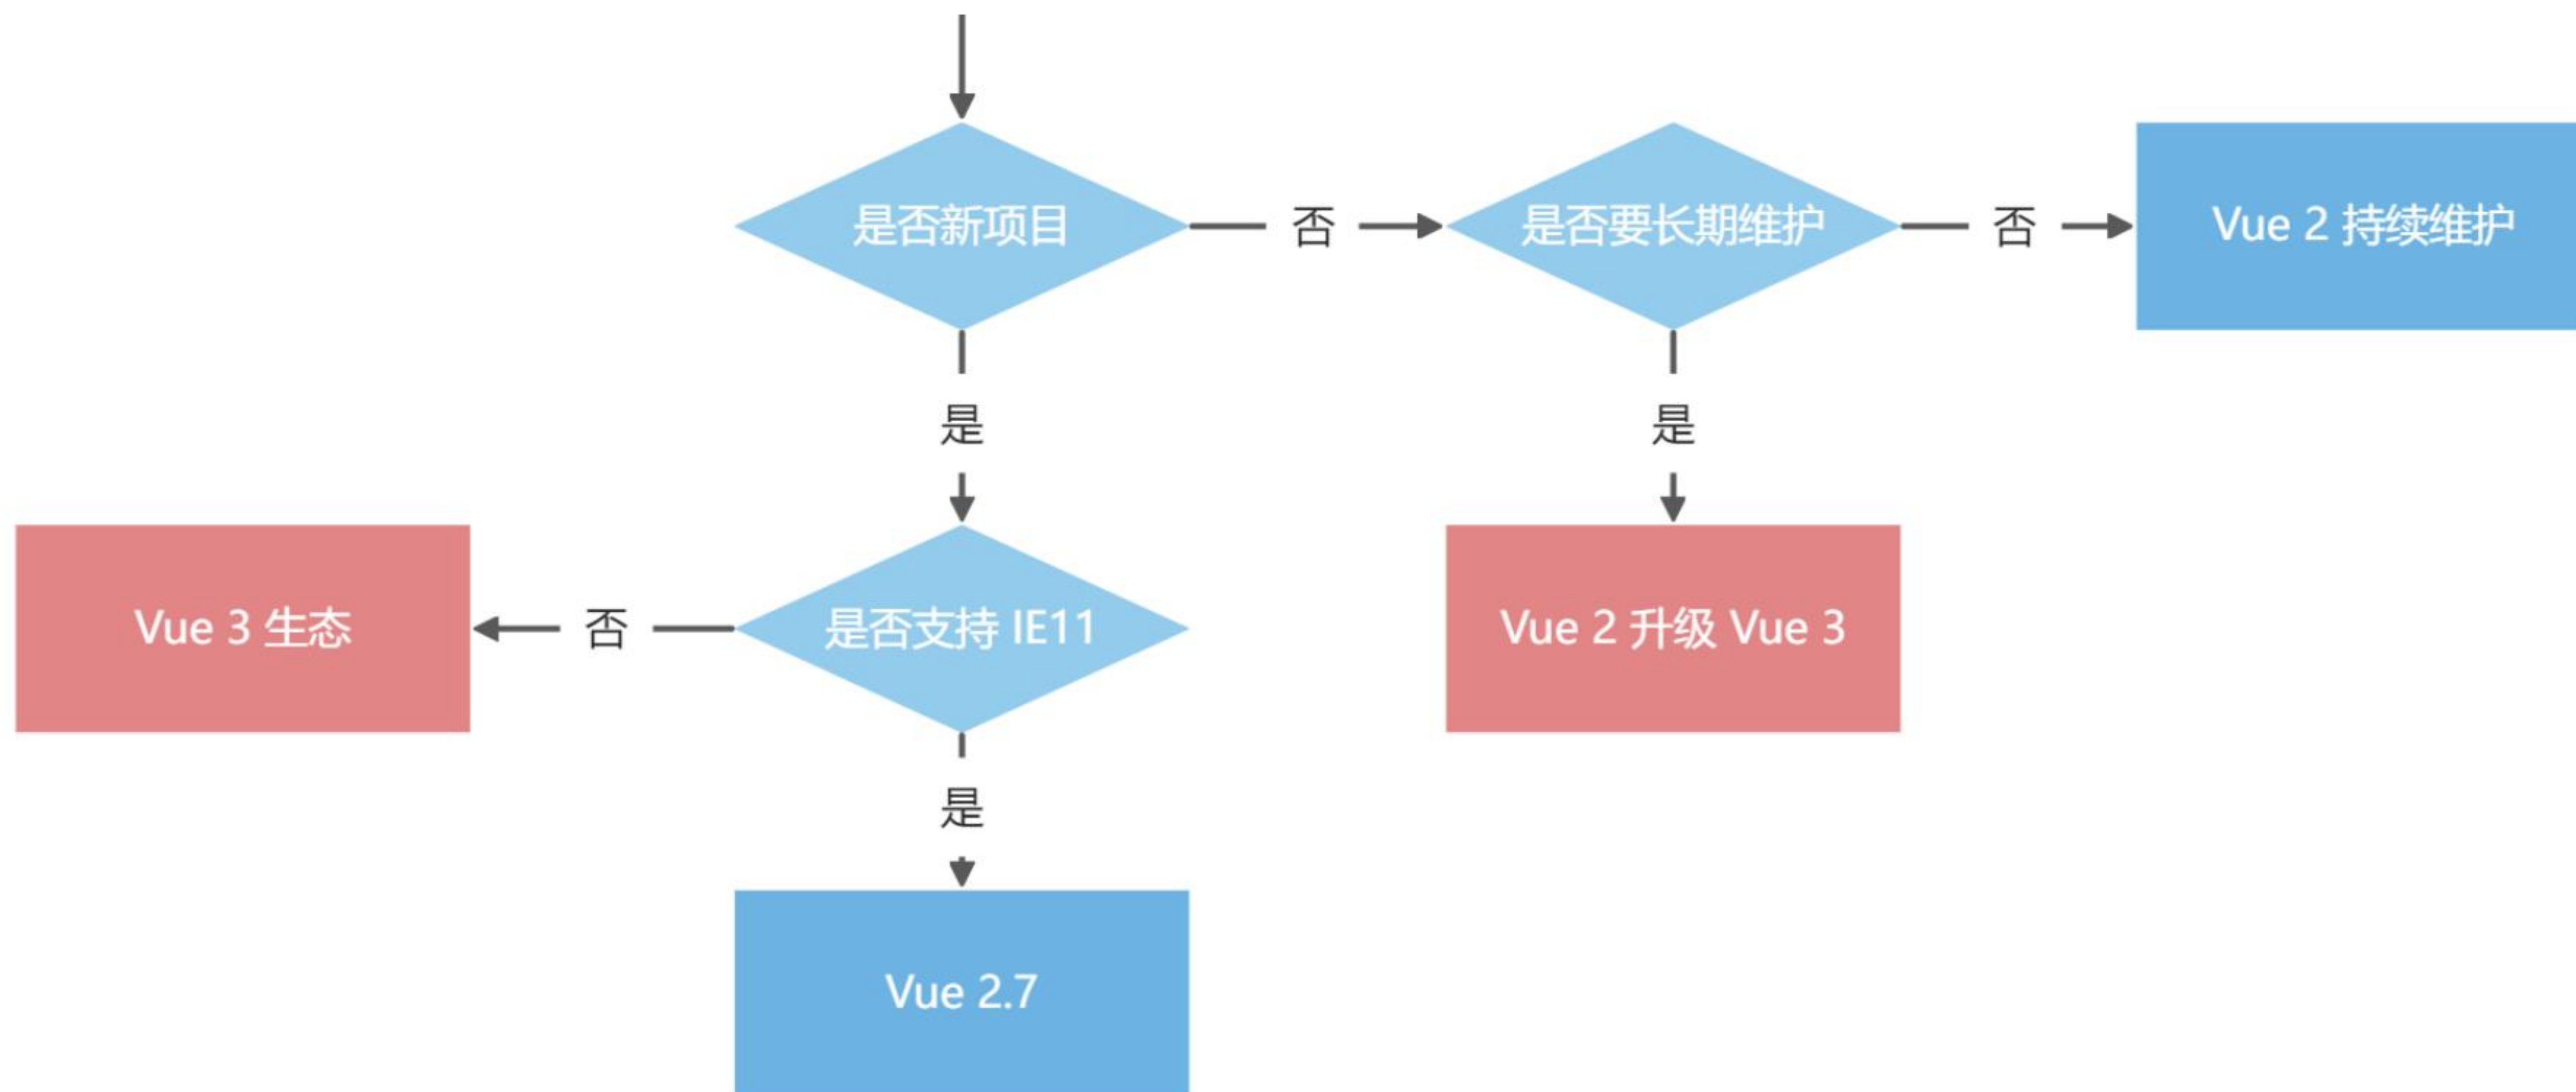 是否新项目
否
是否要长期维护
否
Vue 2 持续维护
是
是
Vue 3 生态
否
是否支持 IE11
Vue 2 升级 Vue 3
是
Vue 2.7